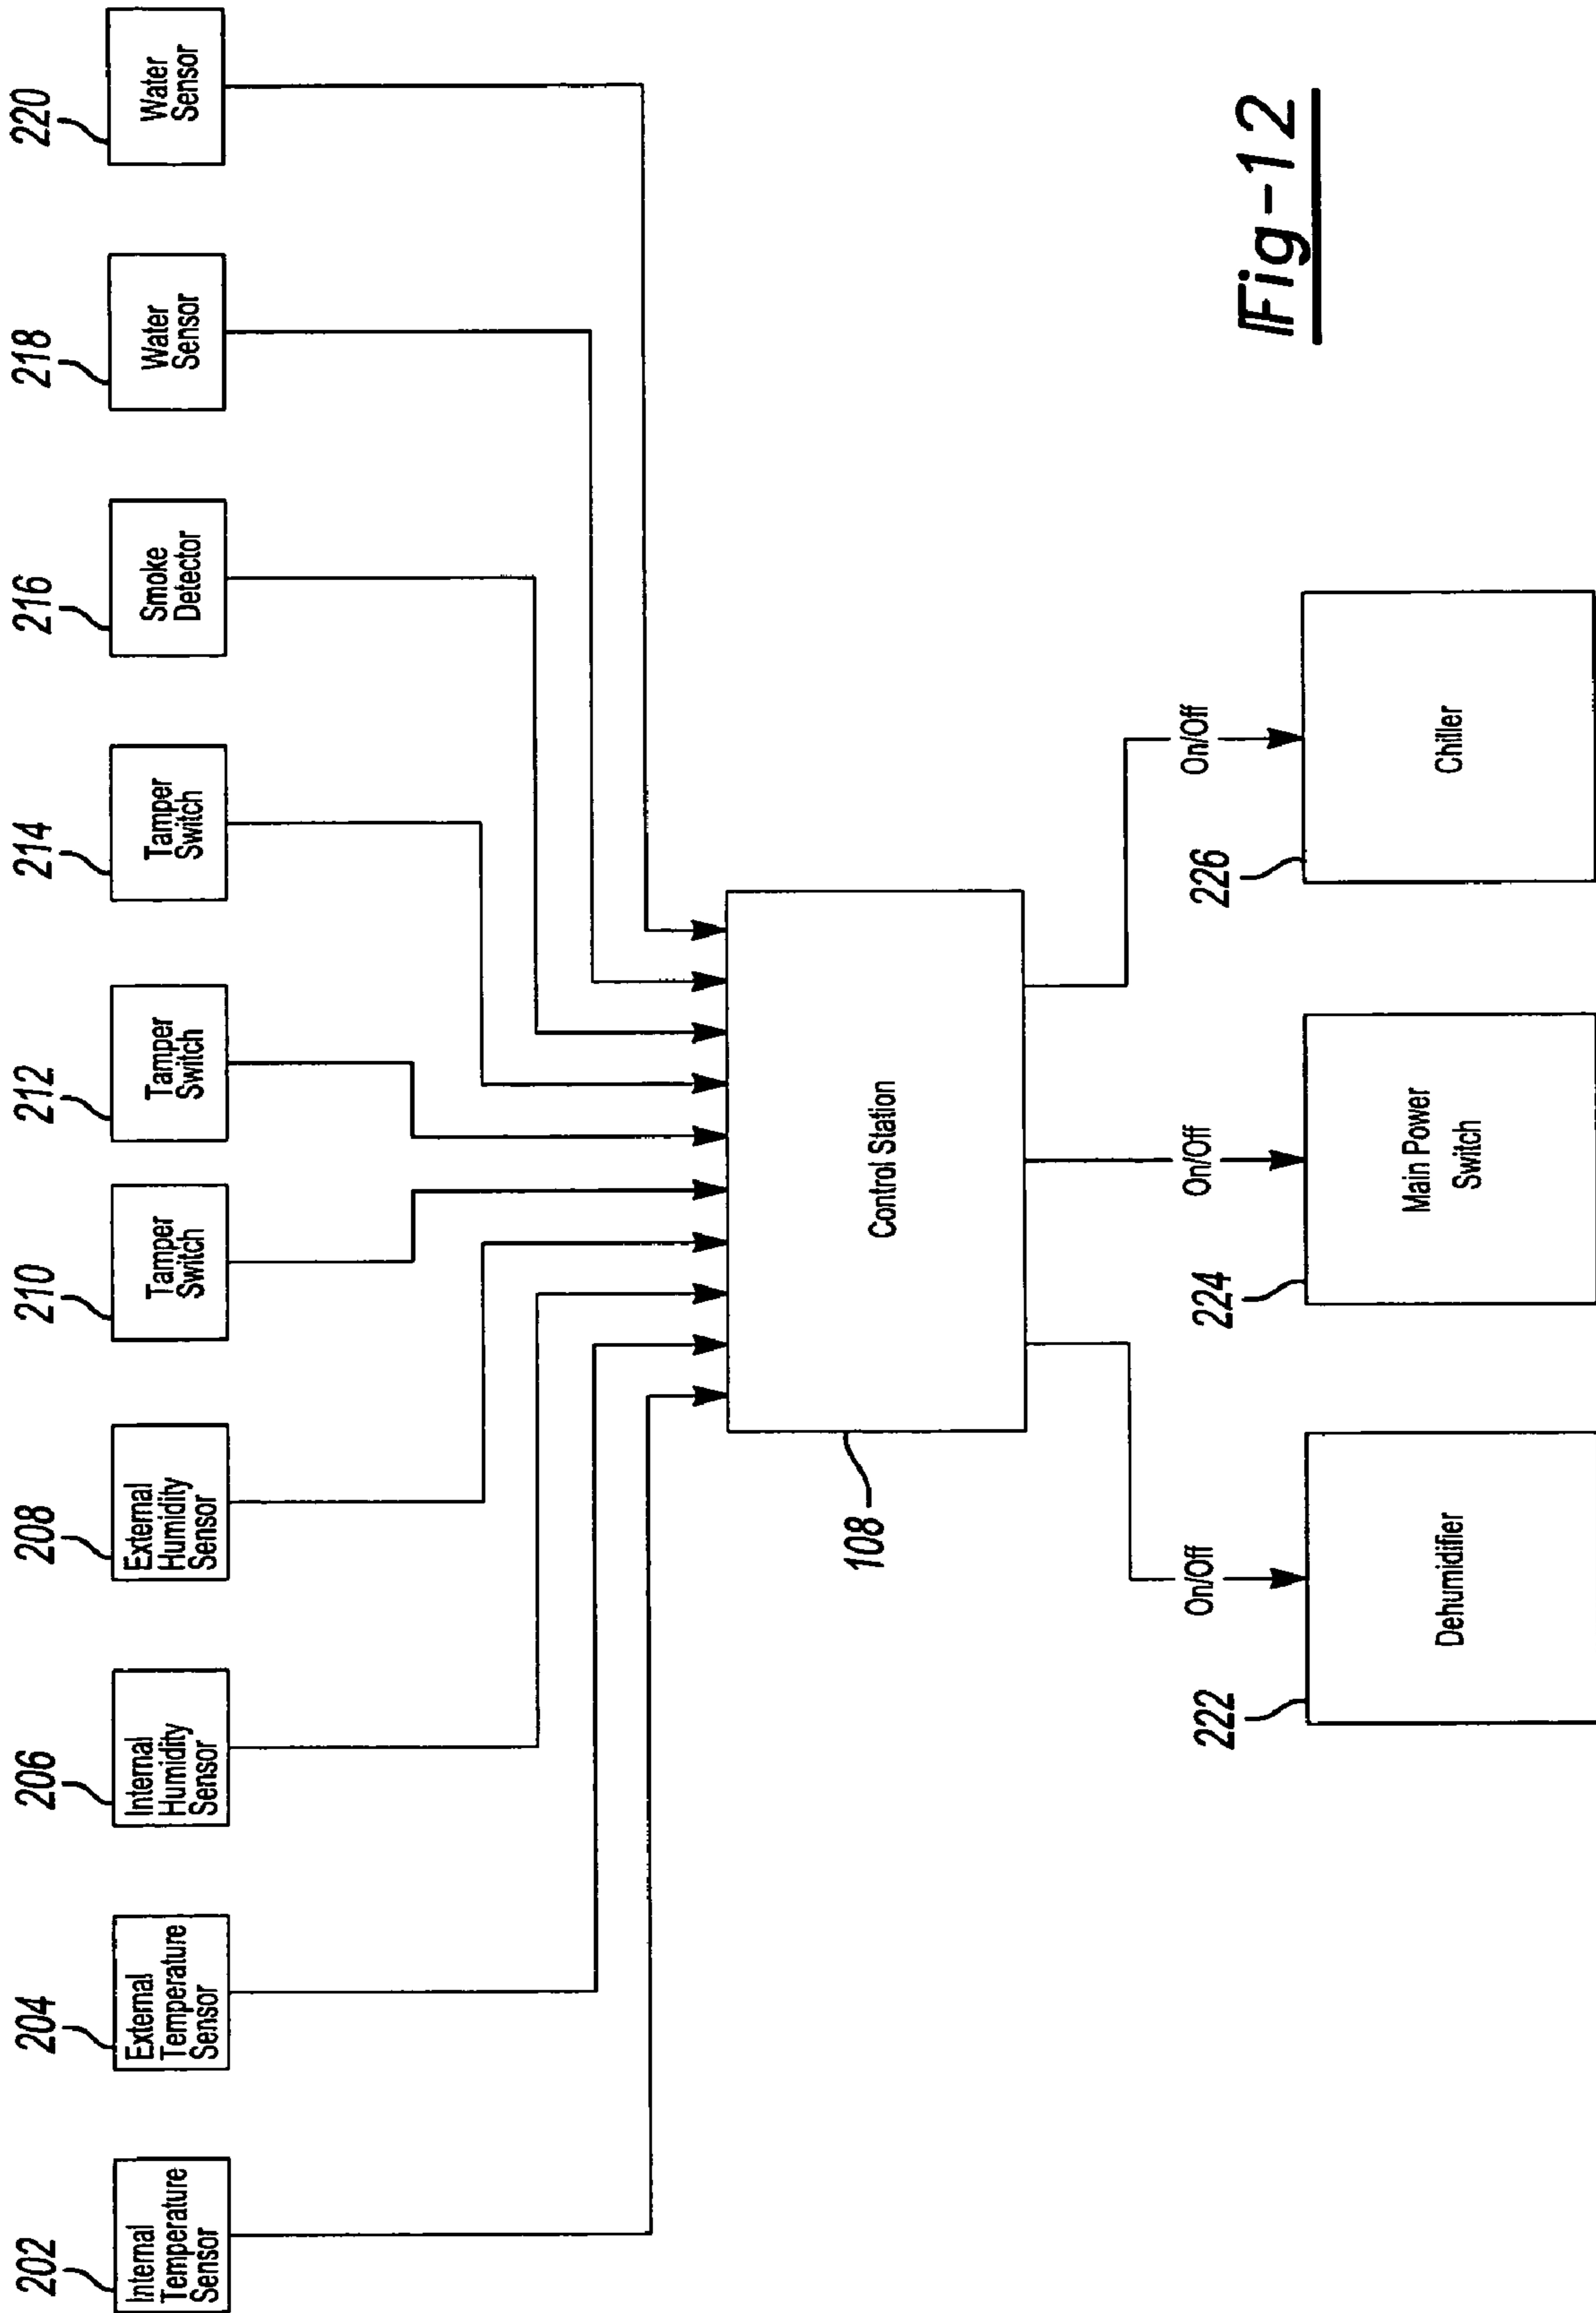 202
204
206
208
210
212
214
216
218
220
Internal
Temperature
Sensor
External
Temperature
Sensor
Internal
Humidity
Sensor
External
Humidity
Sensor
Tamper
Switch
Tamper
Switch
Tamper
Switch
Smoke
Detector
Water
Sensor
Water
Sensor
108
Control Station
On/Off
On/Off
On/Off
222
Dehumidifier
224
Main Power
Switch
226
Chiller
Fig-12